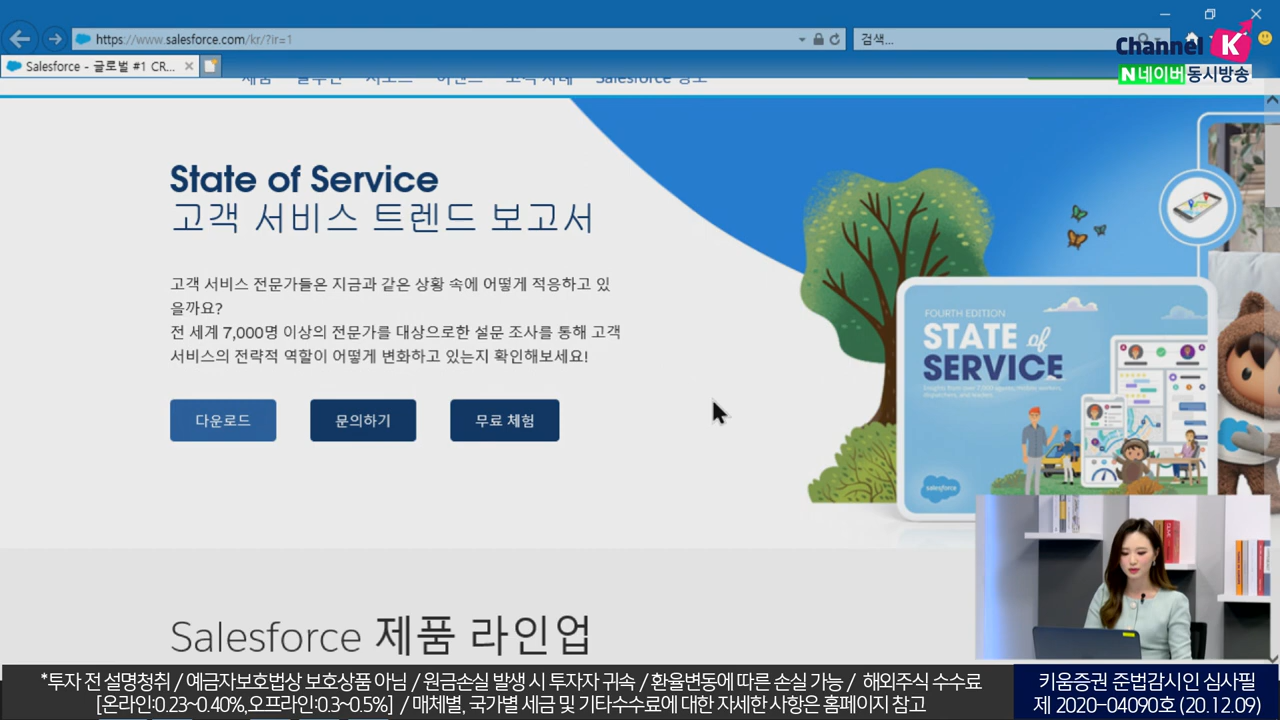 https://www.salesforce.com/kr/?ir=1
검색...
Channel K
Salesforce - 글로벌 #1 CR...
N네이버동시방송
State of Service
고객 서비스 트렌드 보고서
고객 서비스 전문가들은 지금과 같은 상황 속에 어떻게 적응하고 있
을까요?
전 세계 7,000명 이상의 전문가를 대상으로한 설문 조사를 통해 고객
서비스의 전략적 역할이 어떻게 변화하고 있는지 확인해보세요!
다운로드
문의하기
무료 체험
FOURTH EDITION
STATE of
SERVICE
salesforce
Salesforce 제품 라인업
*투자 전 설명청취 / 예금자보호법상 보호상품 아님 / 원금손실 발생 시 투자자 귀속 / 환율변동에 따른 손실 가능 / 해외주식 수수료
[온라인:0.23~0.40%,오프라인:0.3~0.5%] / 매체별, 국가별 세금 및 기타수수료에 대한 자세한 사항은 홈페이지 참고
키움증권 준법감시인 심사필
제 2020-04090호 (20.12.09)